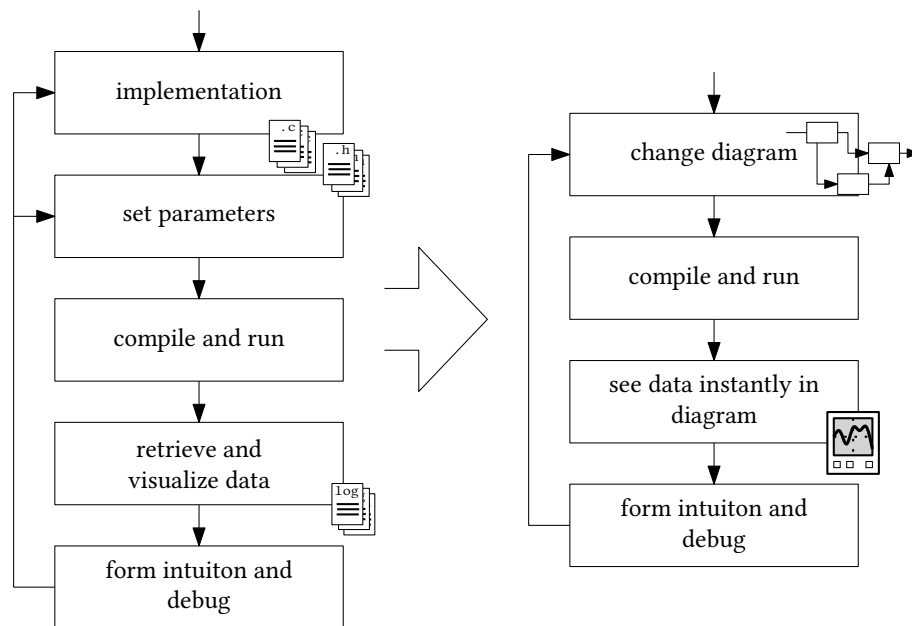 implementation
.c
.h
set parameters
compile and run
retrieve and
visualize data
log
form intuiton and
debug
change diagram
compile and run
see data instantly in
diagram
form intuiton and
debug